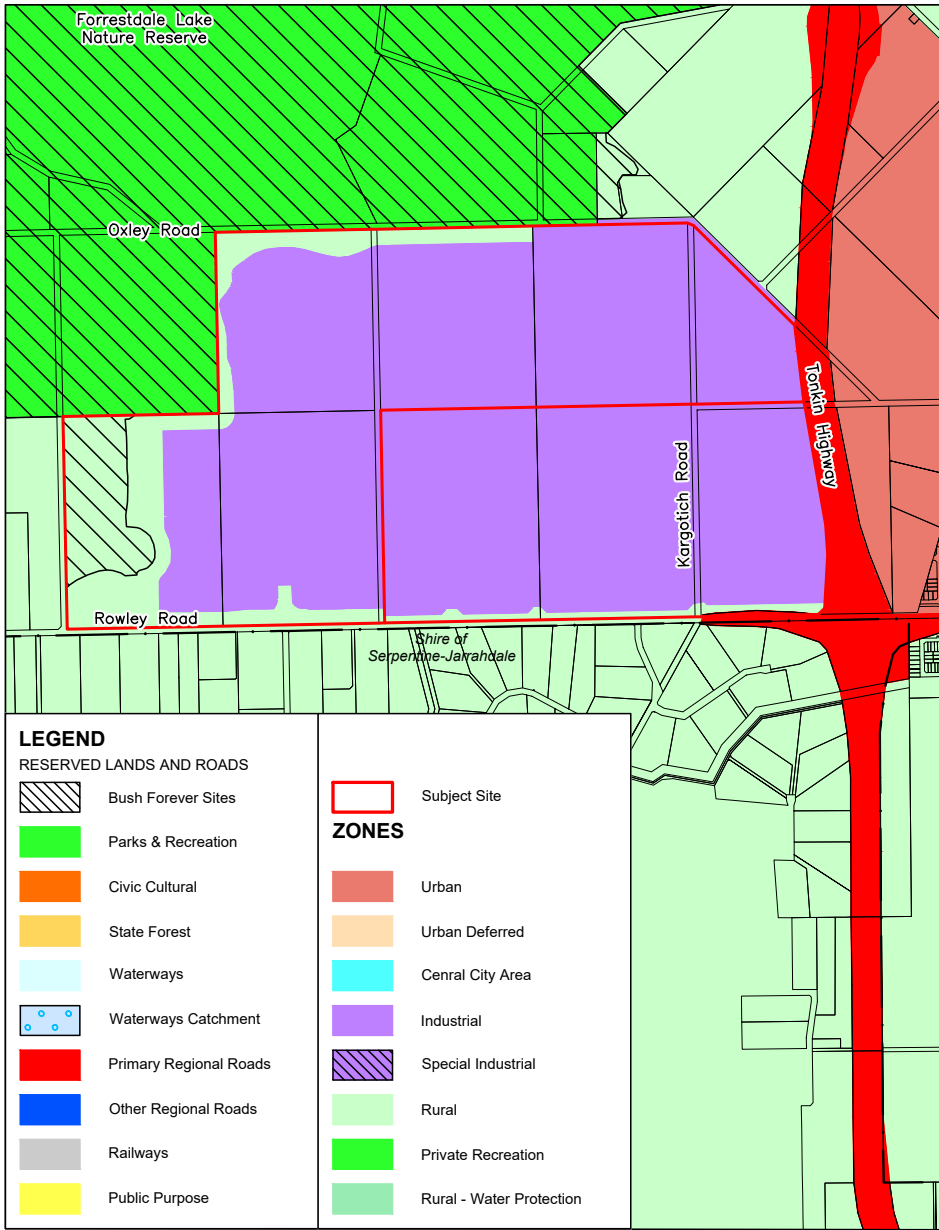 Forrestdale Lake
Nature Reserve
Oxley Road
Tonkin Highway
Kargotich Road
Rowley Road
Shire of
Serpentine-Jarrahdale
LEGEND
RESERVED LANDS AND ROADS
Bush Forever Sites
Parks & Recreation
Civic Cultural
State Forest
Waterways
Waterways Catchment
Primary Regional Roads
Other Regional Roads
Railways
Public Purpose
Subject Site
ZONES
Urban
Urban Deferred
Cenral City Area
Industrial
Special Industrial
Rural
Private Recreation
Rural - Water Protection